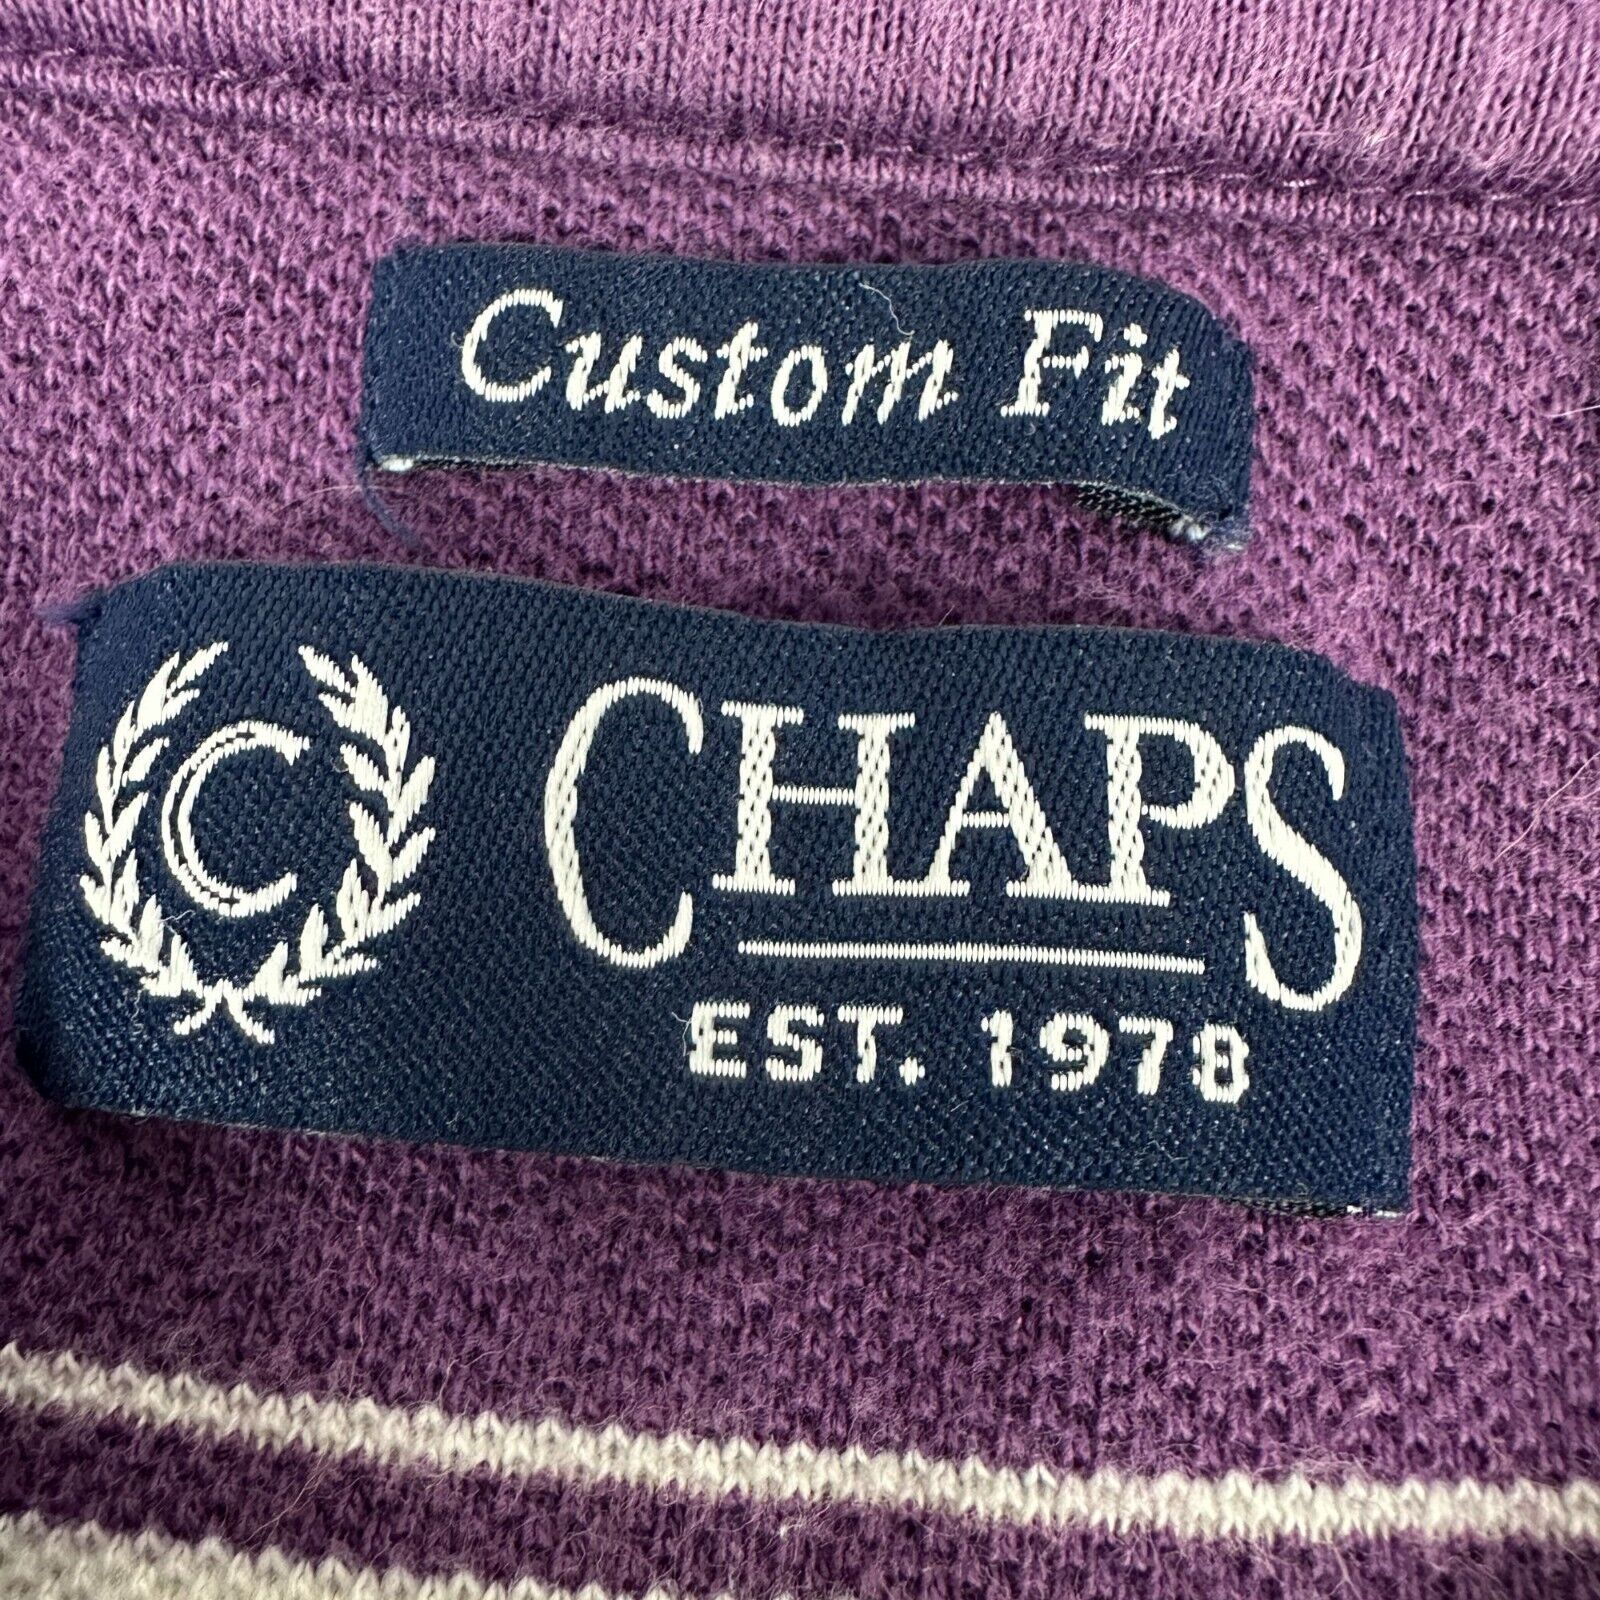 Custom Fit
C CHAPS
EST. 1978